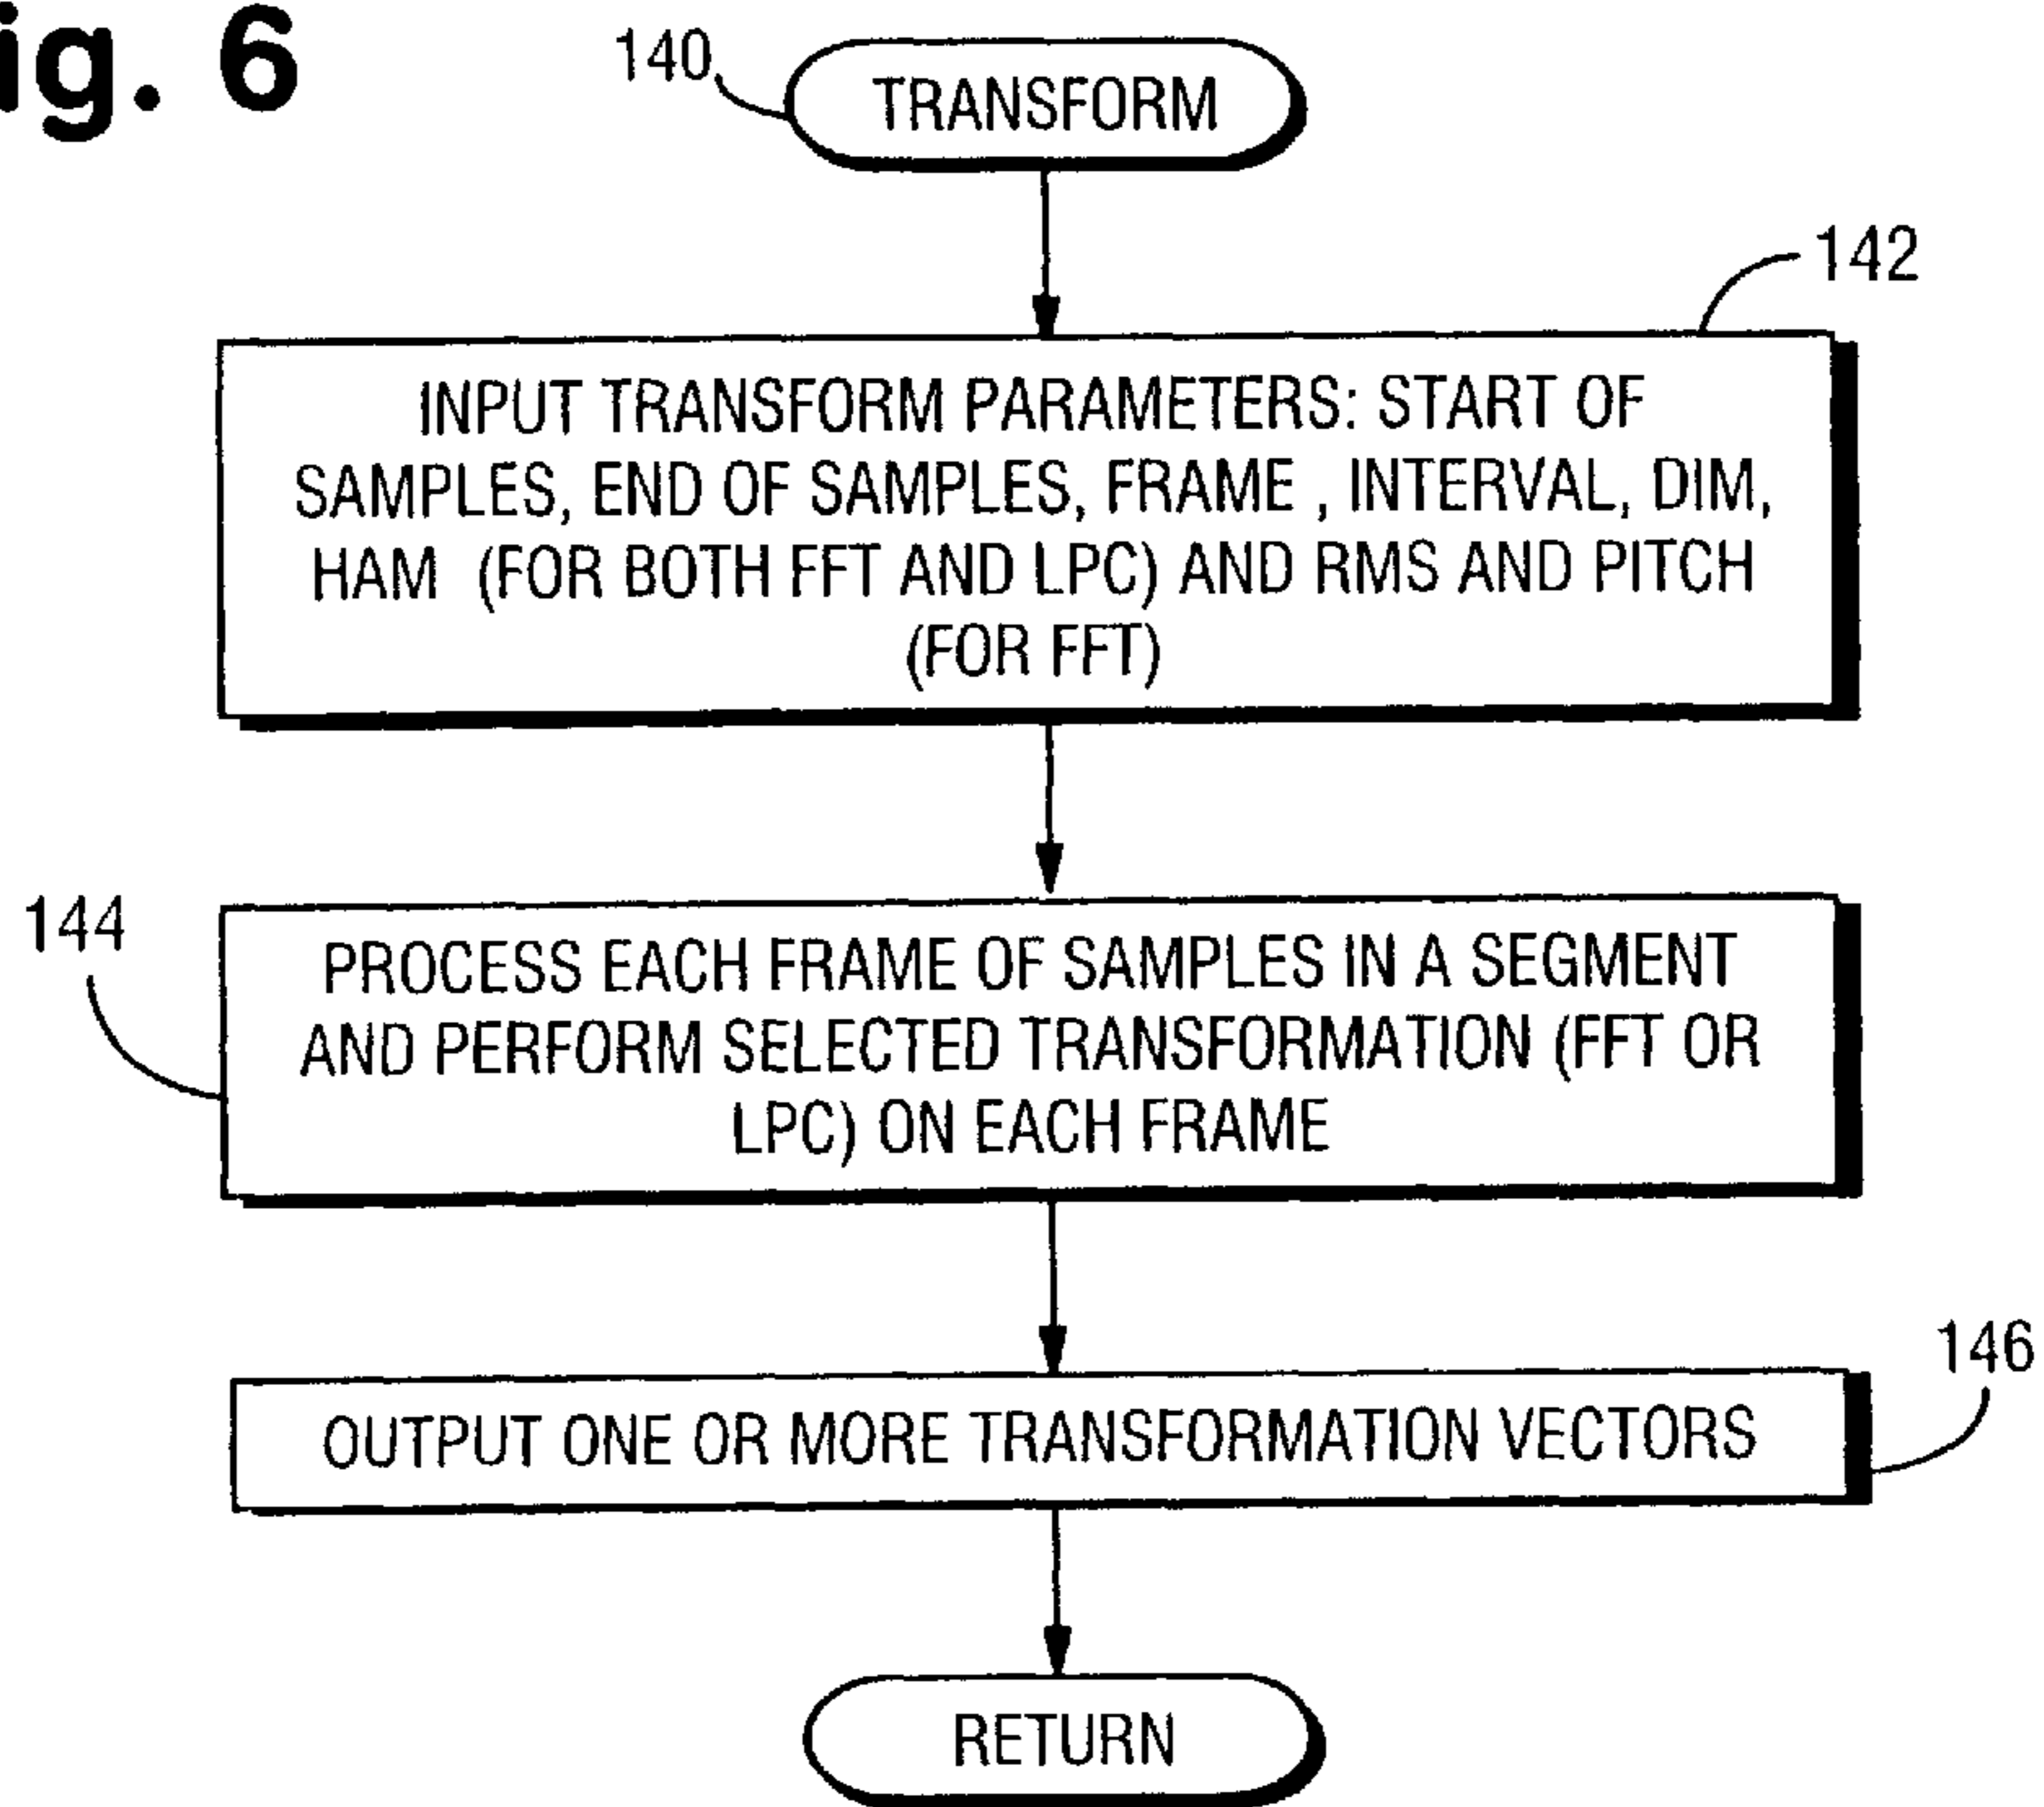 ig. 6
140
TRANSFORM
142
INPUT TRANSFORM PARAMETERS: START OF
SAMPLES, END OF SAMPLES, FRAME , INTERVAL, DIM,
HAM (FOR BOTH FFT AND LPC) AND RMS AND PITCH
(FOR FFT)
144
PROCESS EACH FRAME OF SAMPLES IN A SEGMENT
AND PERFORM SELECTED TRANSFORMATION (FFT OR
LPC) ON EACH FRAME
146
OUTPUT ONE OR MORE TRANSFORMATION VECTORS
RETURN